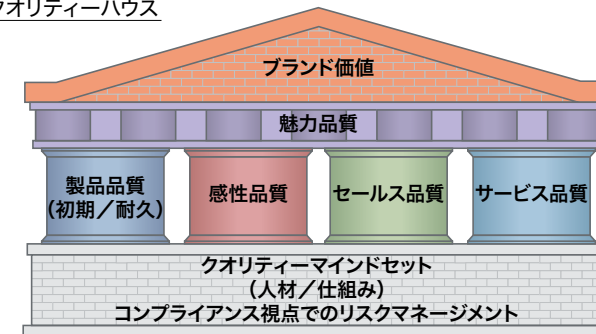 クオリティーハウス
ブランド価値
魅力品質
製品品質
(初期／耐久)
感性品質
セールス品質
サービス品質
クオリティーマインドセット
(人材／仕組み)
コンプライアンス視点でのリスクマネージメント